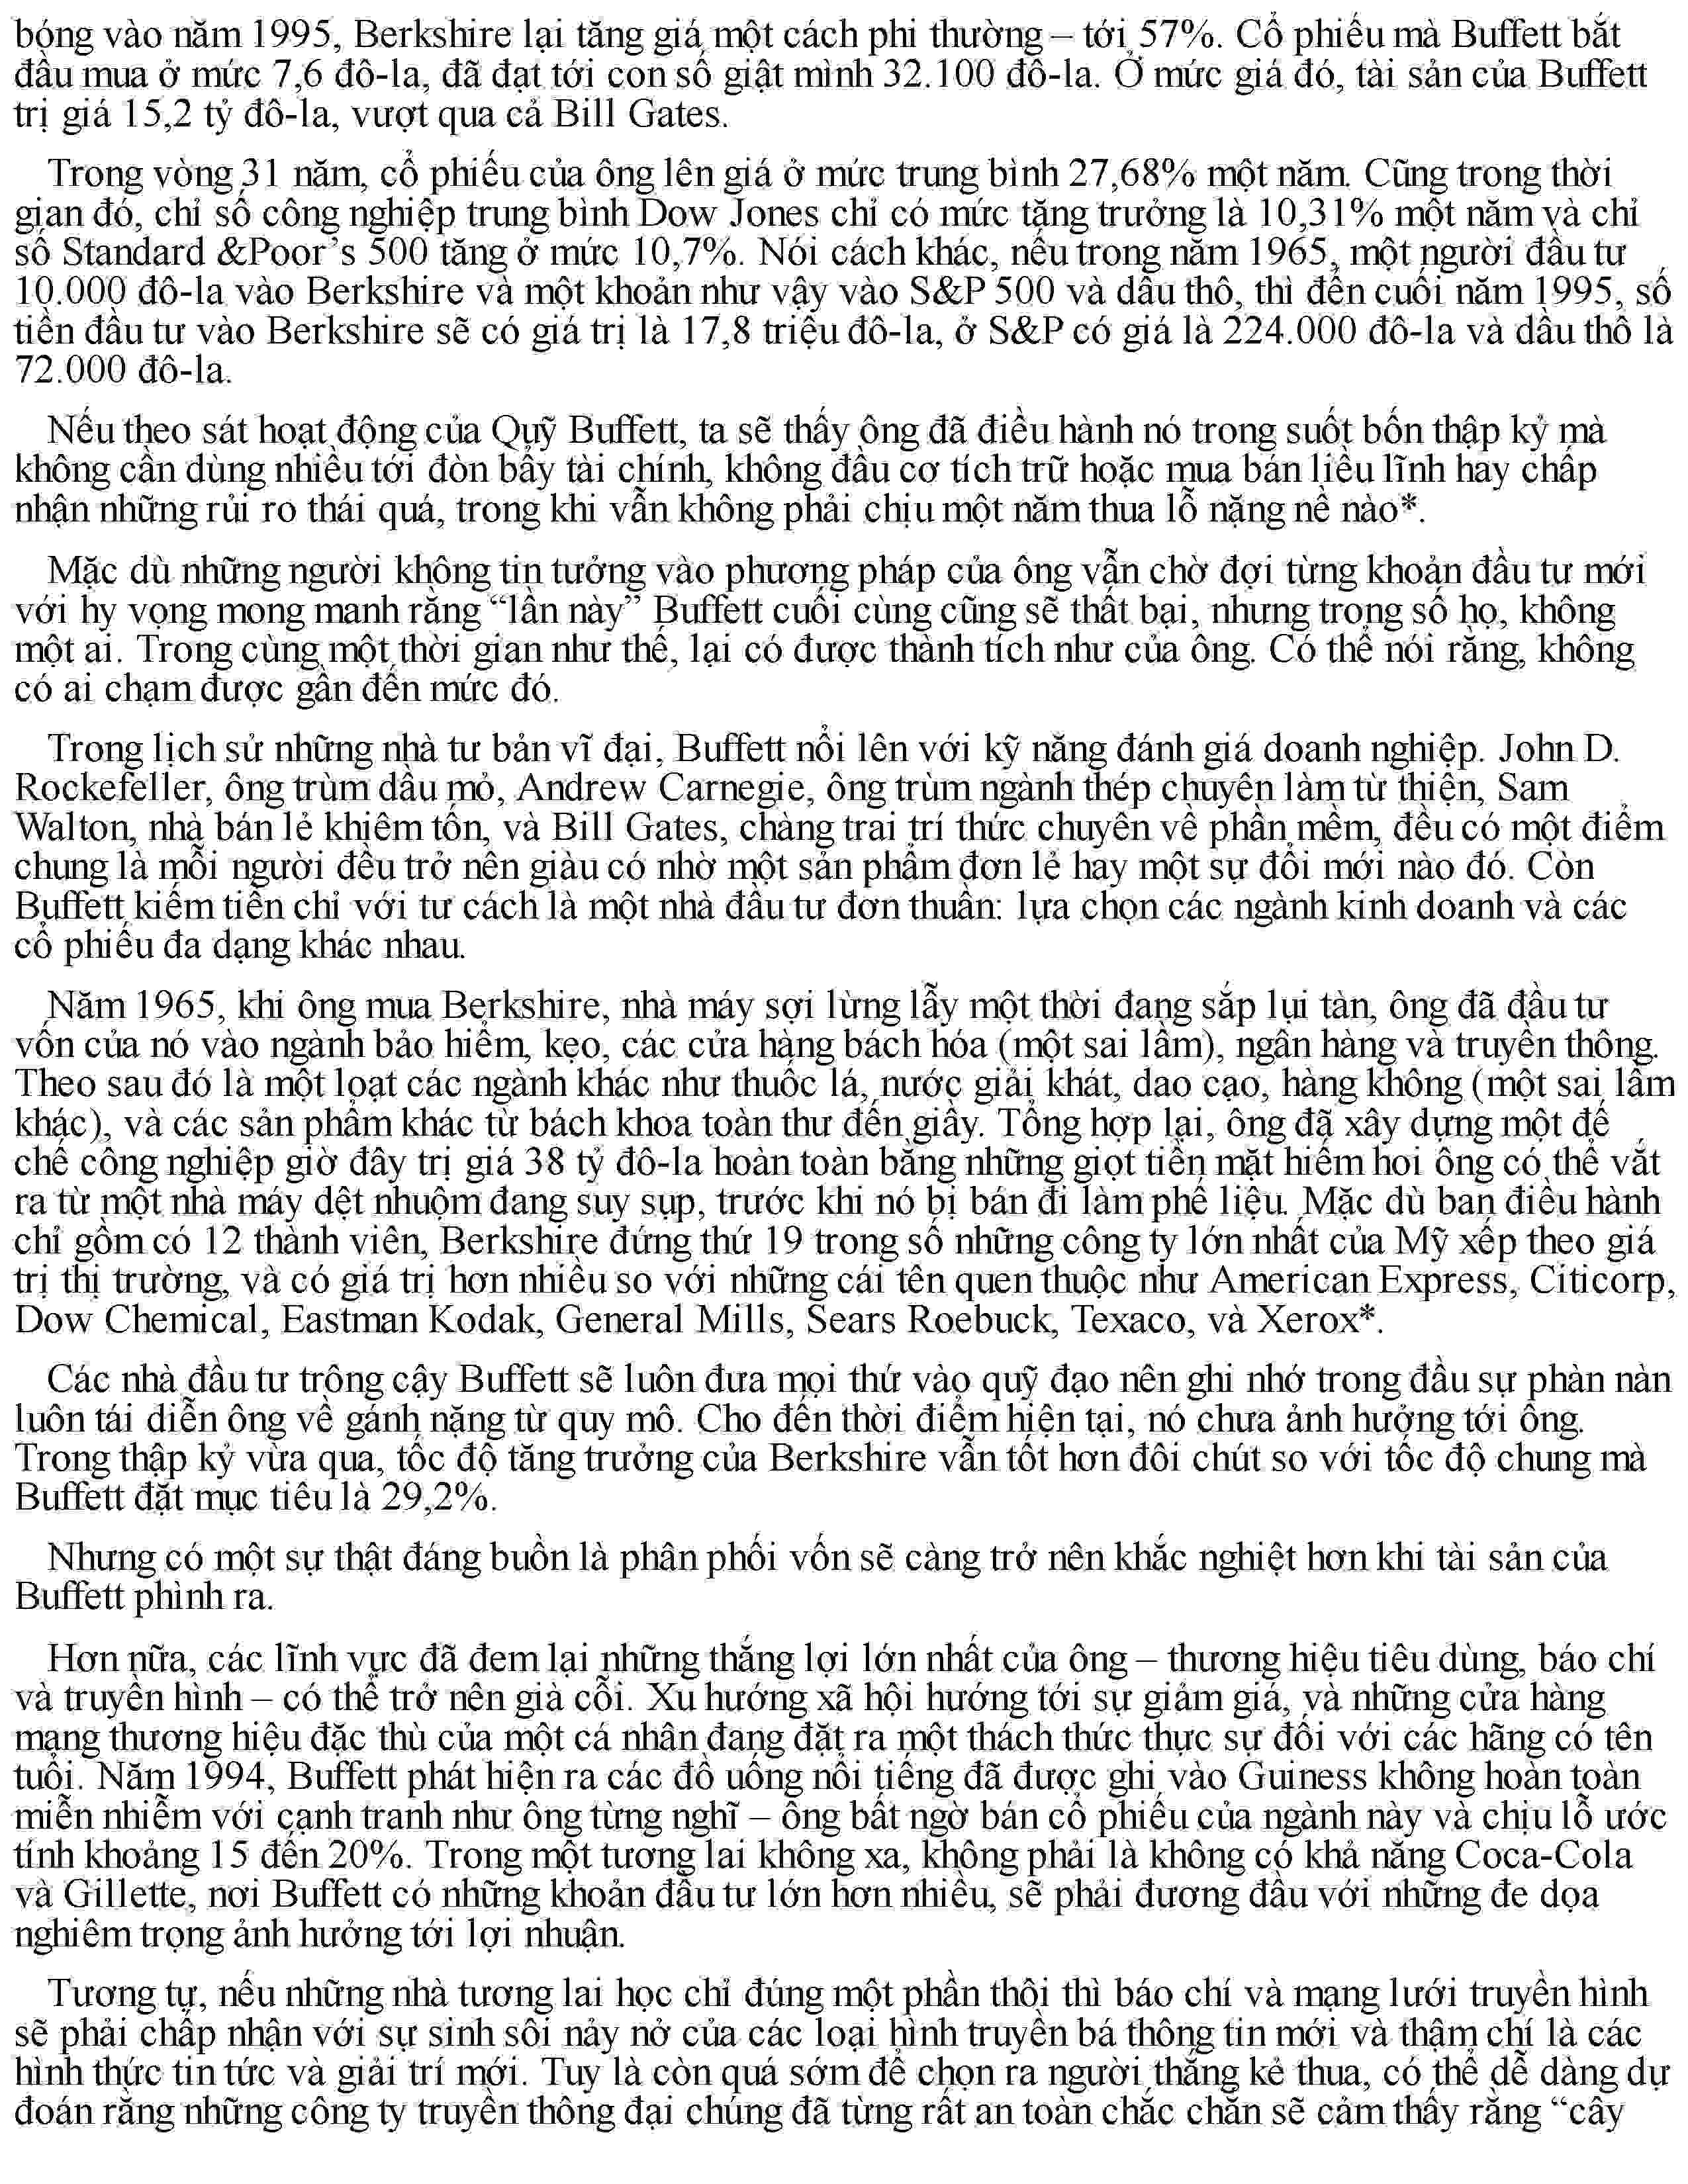 bóng vào năm 1995, Berkshire lại tăng giá một cách phi thường – tới 57%. Cổ phiếu mà Buffett bắt
đầu mua ở mức 7,6 đô-la, đã đạt tới con số giật mình 32.100 đô-la. Ở mức giá đó, tài sản của Buffett
trị giá 15,2 tỷ đô-la, vượt qua cả Bill Gates.
Trong vòng 31 năm, cổ phiếu của ông lên giá ở mức trung bình 27,68% một năm. Cũng trong thời
gian đó, chỉ số công nghiệp trung bình Dow Jones chỉ có mức tăng trưởng là 10,31% một năm và chỉ
số Standard &Poor’s 500 tăng ở mức 10,7%. Nói cách khác, nếu trong năm 1965, một người đầu tư
10.000 đô-la vào Berkshire và một khoản như vậy vào S&P 500 và dầu thô, thì đến cuối năm 1995, số
tiền đầu tư vào Berkshire sẽ có giá trị là 17,8 triệu đô-la, ở S&P có giá là 224.000 đô-la và dầu thô là
72.000 đô-la.
Nếu theo sát hoạt động của Quỹ Buffett, ta sẽ thấy ông đã điều hành nó trong suốt bốn thập kỷ mà
không cần dùng nhiều tới đòn bẩy tài chính, không đầu cơ tích trữ hoặc mua bán liều lĩnh hay chấp
nhận những rủi ro thái quá, trong khi vẫn không phải chịu một năm thua lỗ nặng nề nào*.
Mặc dù những người không tin tưởng vào phương pháp của ông vẫn chờ đợi từng khoản đầu tư mới
với hy vọng mong manh rằng “lần này” Buffett cuối cùng cũng sẽ thất bại, nhưng trong số họ, không
một ai. Trong cùng một thời gian như thế, lại có được thành tích như của ông. Có thể nói rằng, không
có ai chạm được gần đến mức đó.
Trong lịch sử những nhà tư bản vĩ đại, Buffett nổi lên với kỹ năng đánh giá doanh nghiệp. John D.
Rockefeller, ông trùm dầu mỏ, Andrew Carnegie, ông trùm ngành thép chuyên làm từ thiện, Sam
Walton, nhà bán lẻ khiêm tốn, và Bill Gates, chàng trai trí thức chuyên về phần mềm, đều có một điểm
chung là mỗi người đều trở nên giàu có nhờ một sản phẩm đơn lẻ hay một sự đổi mới nào đó. Còn
Buffett kiếm tiền chỉ với tư cách là một nhà đầu tư đơn thuần: lựa chọn các ngành kinh doanh và các
cổ phiếu đa dạng khác nhau.
Năm 1965, khi ông mua Berkshire, nhà máy sợi lừng lẫy một thời đang sắp lụi tàn, ông đã đầu tư
vốn của nó vào ngành bảo hiểm, kẹo, các cửa hàng bách hóa (một sai lầm), ngân hàng và truyền thông.
Theo sau đó là một loạt các ngành khác như thuốc lá, nước giải khát, dao cạo, hàng không (một sai lầm
khác), và các sản phẩm khác từ bách khoa toàn thư đến giầy. Tổng hợp lại, ông đã xây dựng một đế
chế công nghiệp giờ đây trị giá 38 tỷ đô-la hoàn toàn bằng những giọt tiền mặt hiếm hoi ông có thể vắt
ra từ một nhà máy dệt nhuộm đang suy sụp, trước khi nó bị bán đi làm phế liệu. Mặc dù ban điều hành
chỉ gồm có 12 thành viên, Berkshire đứng thứ 19 trong số những công ty lớn nhất của Mỹ xếp theo giá
trị thị trường, và có giá trị hơn nhiều so với những cái tên quen thuộc như American Express, Citicorp,
Dow Chemical, Eastman Kodak, General Mills, Sears Roebuck, Texaco, và Xerox*.
Các nhà đầu tư trông cậy Buffett sẽ luôn đưa mọi thứ vào quỹ đạo nên ghi nhớ trong đầu sự phàn nàn
luôn tái diễn ông về gánh nặng từ quy mô. Cho đến thời điểm hiện tại, nó chưa ảnh hưởng tới ông.
Trong thập kỷ vừa qua, tốc độ tăng trưởng của Berkshire vẫn tốt hơn đôi chút so với tốc độ chung mà
Buffett đặt mục tiêu là 29,2%.
Nhưng có một sự thật đáng buồn là phân phối vốn sẽ càng trở nên khắc nghiệt hơn khi tài sản của
Buffett phình ra.
Hơn nữa, các lĩnh vực đã đem lại những thắng lợi lớn nhất của ông – thương hiệu tiêu dùng, báo chí
và truyền hình – có thể trở nên già cỗi. Xu hướng xã hội hướng tới sự giảm giá, và những cửa hàng
mang thương hiệu đặc thù của một cá nhân đang đặt ra một thách thức thực sự đối với các hãng có tên
tuổi. Năm 1994, Buffett phát hiện ra các đồ uống nổi tiếng đã được ghi vào Guiness không hoàn toàn
miễn nhiễm với cạnh tranh như ông từng nghĩ – ông bất ngờ bán cổ phiếu của ngành này và chịu lỗ ước
tính khoảng 15 đến 20%. Trong một tương lai không xa, không phải là không có khả năng Coca-Cola
và Gillette, nơi Buffett có những khoản đầu tư lớn hơn nhiều, sẽ phải đương đầu với những đe dọa
nghiêm trọng ảnh hưởng tới lợi nhuận.
Tương tự, nếu những nhà tương lai học chỉ đúng một phần thôi thì báo chí và mạng lưới truyền hình
sẽ phải chấp nhận với sự sinh sôi nảy nở của các loại hình truyền bá thông tin mới và thậm chí là các
hình thức tin tức và giải trí mới. Tuy là còn quá sớm để chọn ra người thắng kẻ thua, có thể dễ dàng dự
đoán rằng những công ty truyền thông đại chúng đã từng rất an toàn chắc chắn sẽ cảm thấy rằng “cây